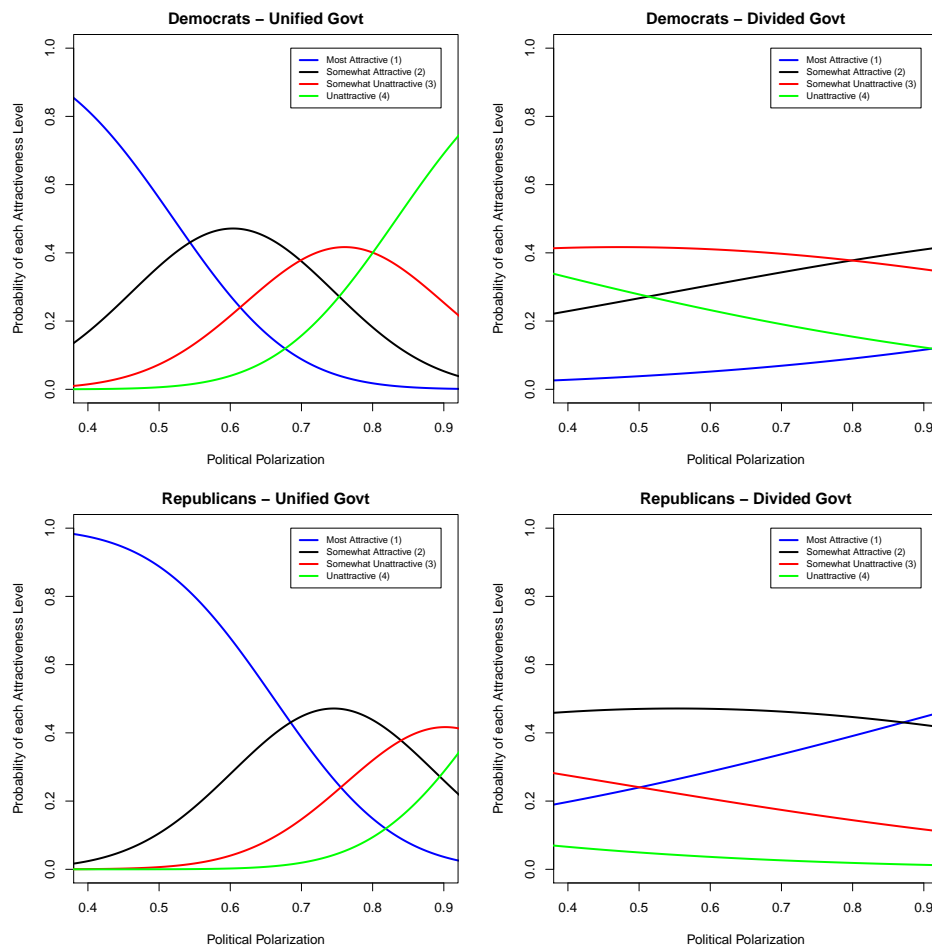 Democrats − Unified Govt
Probability of each Attractiveness Level
1.0
0.8
0.6
0.4
0.2
0.0
Most Attractive (1)
Somewhat Attractive (2)
Somewhat Unattractive (3)
Unattractive (4)
0.4 0.5 0.6 0.7 0.8 0.9
Political Polarization
Democrats − Divided Govt
Probability of each Attractiveness Level
1.0
0.8
0.6
0.4
0.2
0.0
Most Attractive (1)
Somewhat Attractive (2)
Somewhat Unattractive (3)
Unattractive (4)
0.4 0.5 0.6 0.7 0.8 0.9
Political Polarization
Republicans − Unified Govt
Probability of each Attractiveness Level
1.0
0.8
0.6
0.4
0.2
0.0
Most Attractive (1)
Somewhat Attractive (2)
Somewhat Unattractive (3)
Unattractive (4)
0.4 0.5 0.6 0.7 0.8 0.9
Political Polarization
Republicans − Divided Govt
Probability of each Attractiveness Level
1.0
0.8
0.6
0.4
0.2
0.0
Most Attractive (1)
Somewhat Attractive (2)
Somewhat Unattractive (3)
Unattractive (4)
0.4 0.5 0.6 0.7 0.8 0.9
Political Polarization